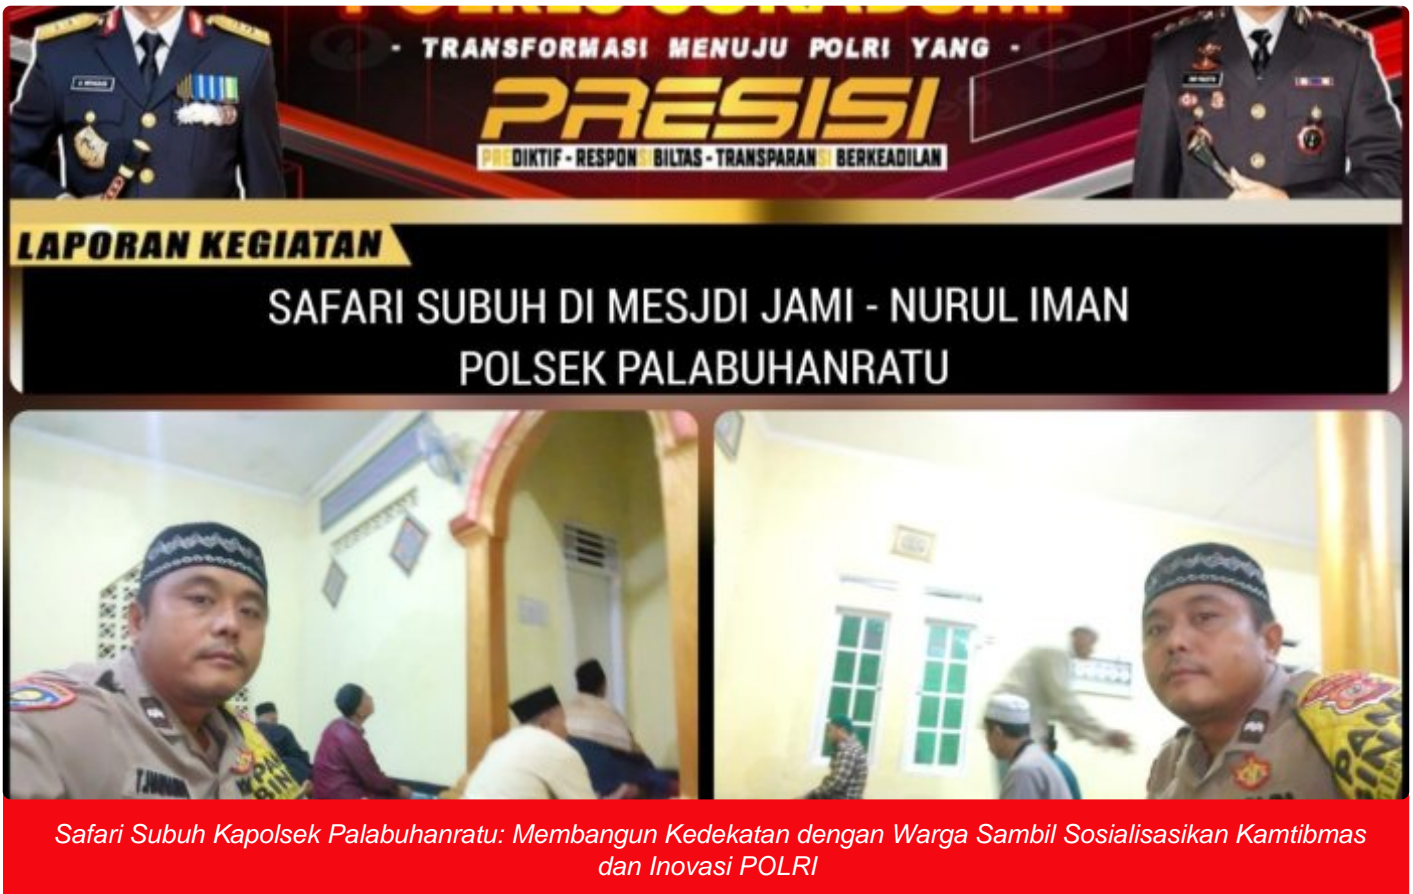 - TRANSFORMASI MENUJU POLRI YANG -
PRESISI
PREDIKTIF - RESPONSIBILTAS - TRANSPARANSI BERKEADILAN
LAPORAN KEGIATAN
SAFARI SUBUH DI MESJDI JAMI - NURUL IMAN
POLSEK PALABUHANRATU
Safari Subuh Kapolsek Palabuhanratu: Membangun Kedekatan dengan Warga Sambil Sosialisasikan Kamtibmas
dan Inovasi POLRI